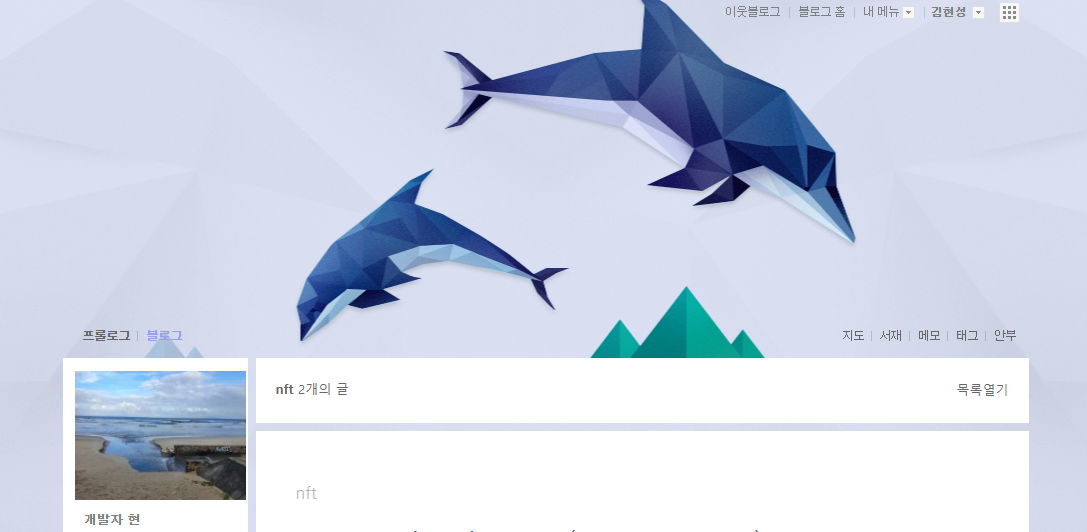 이웃블로그 블로그 홈 내 메뉴 김현성
프롤로그 블로그
지도 서재 메모 태그 안부
nft 2개의 글 목록열기
nft
개발자 현